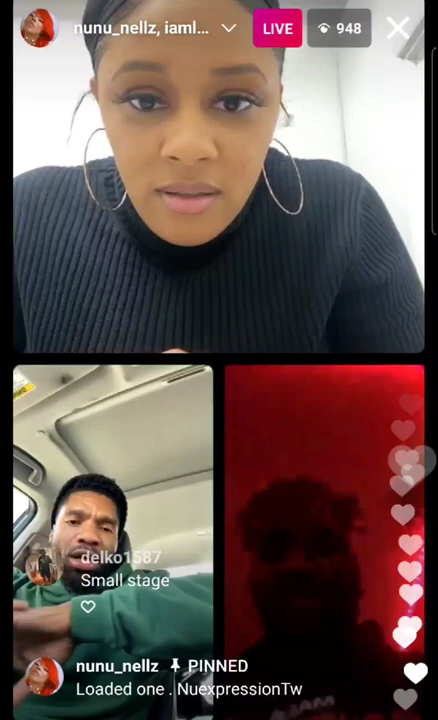 nunu_nellz, iaml...
LIVE
948
delko1587
Small stage
nunu_nellz PINNED
Loaded one . NuexpressionTw